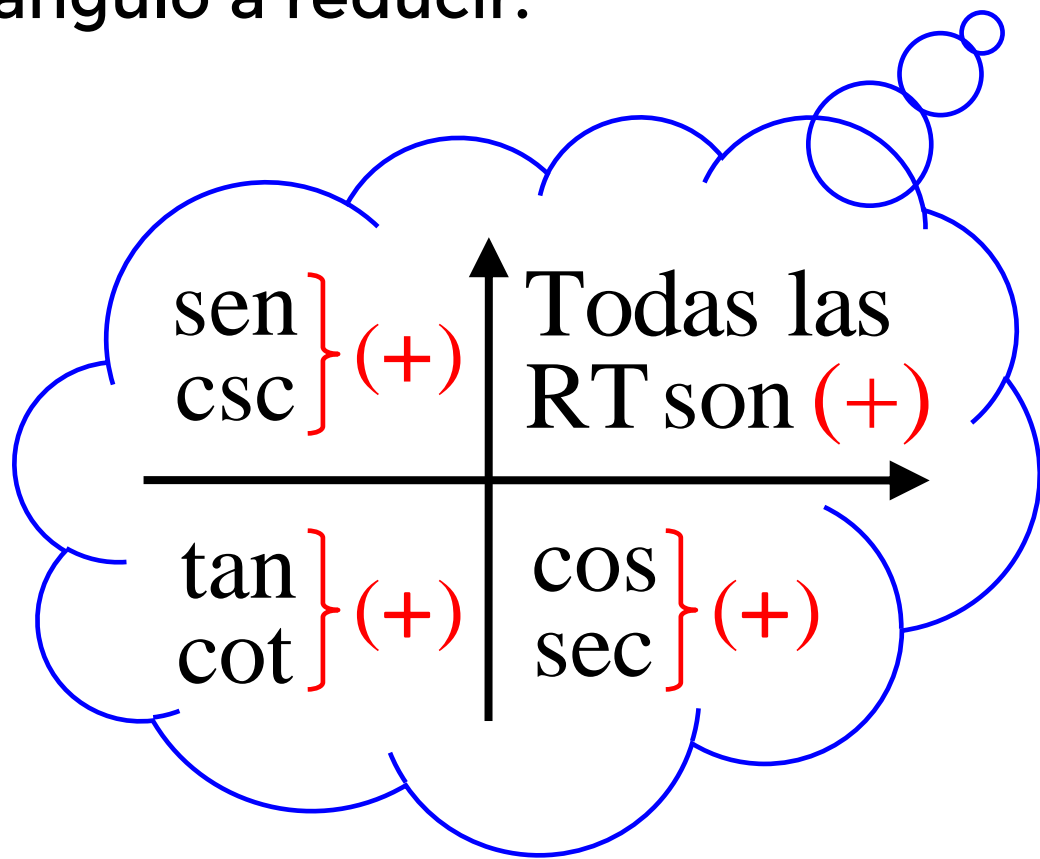 ángulo a reducir.
sen
csc
(+)
Todas las
RT son (+)
tan
cot
(+)
cos
sec
(+)